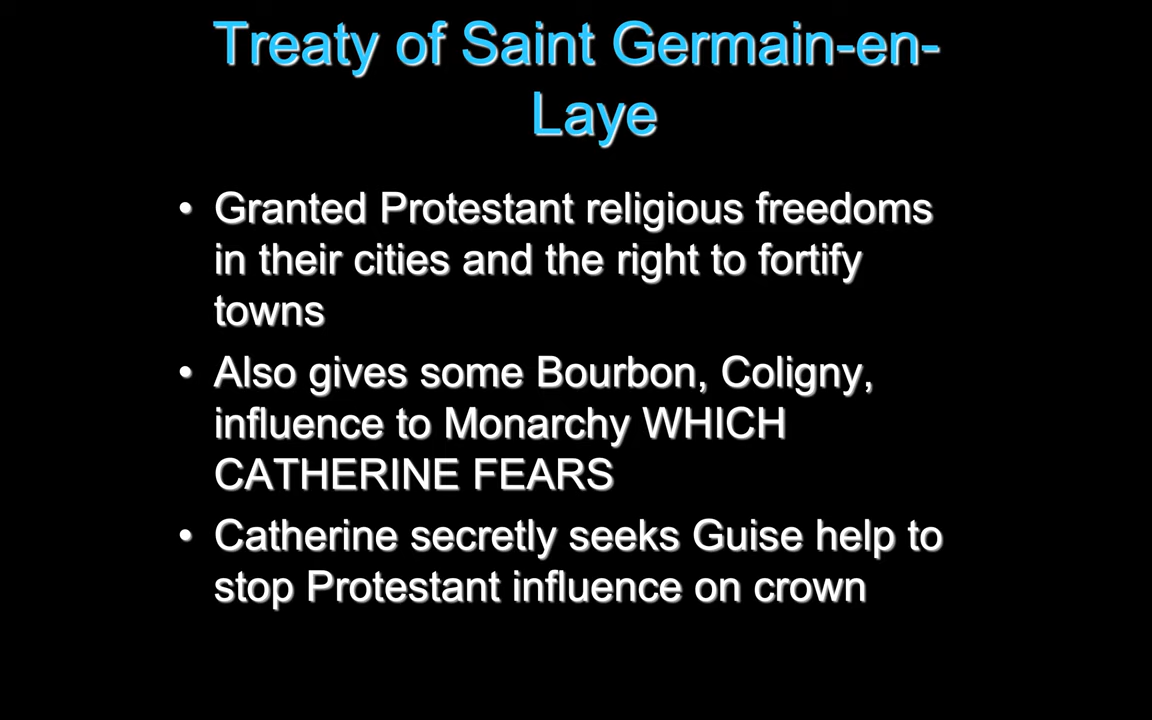 Treaty of Saint Germain-en-
Laye
• Granted Protestant religious freedoms
in their cities and the right to fortify
towns
• Also gives some Bourbon, Coligny,
influence to Monarchy WHICH
CATHERINE FEARS
• Catherine secretly seeks Guise help to
stop Protestant influence on crown